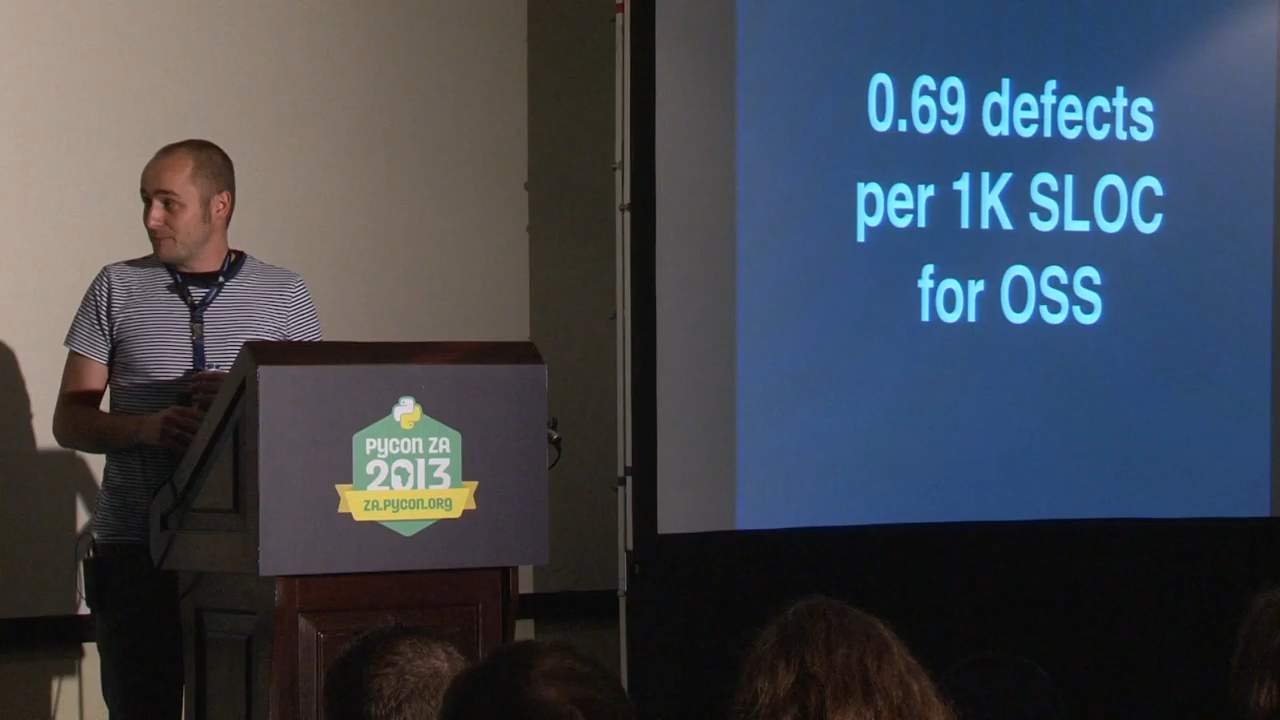 0.69 defects
per 1K SLOC
for OSS
PYCON ZA
2013
ZA.PYCON.ORG